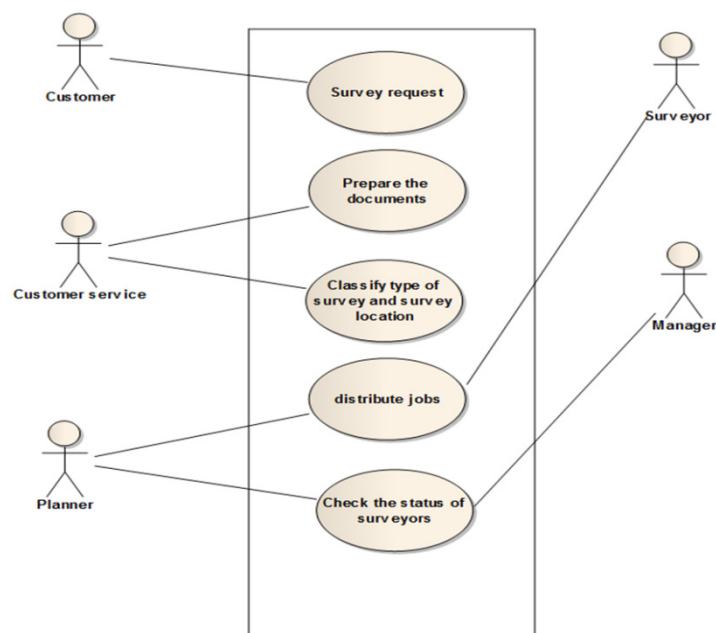 Customer
Survey request
Surveyor
Prepare the
documents
Customer service
Classify type of
survey and survey
location
Manager
distribute jobs
Planner
Check the status of
surveyors